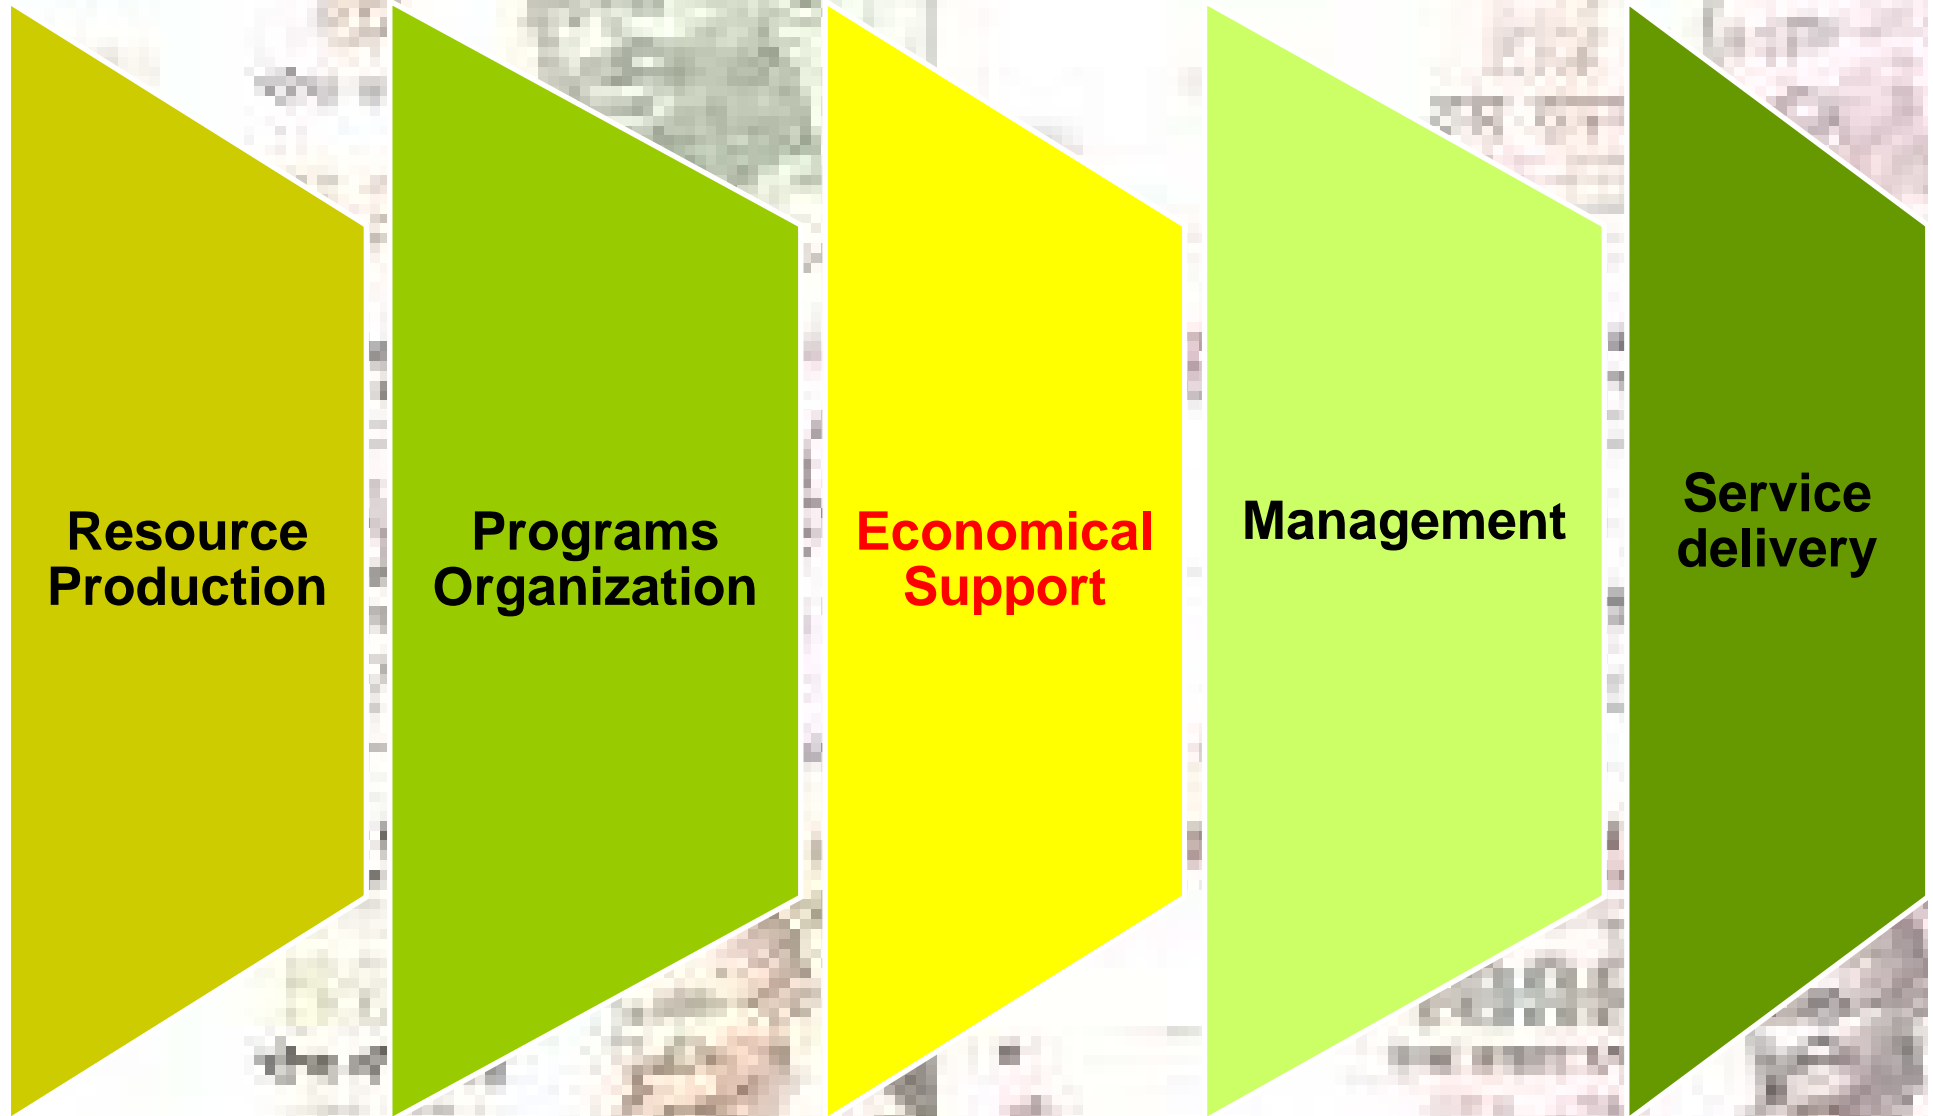 Resource
Production
Programs
Organization
Economical
Support
Management
Service
delivery